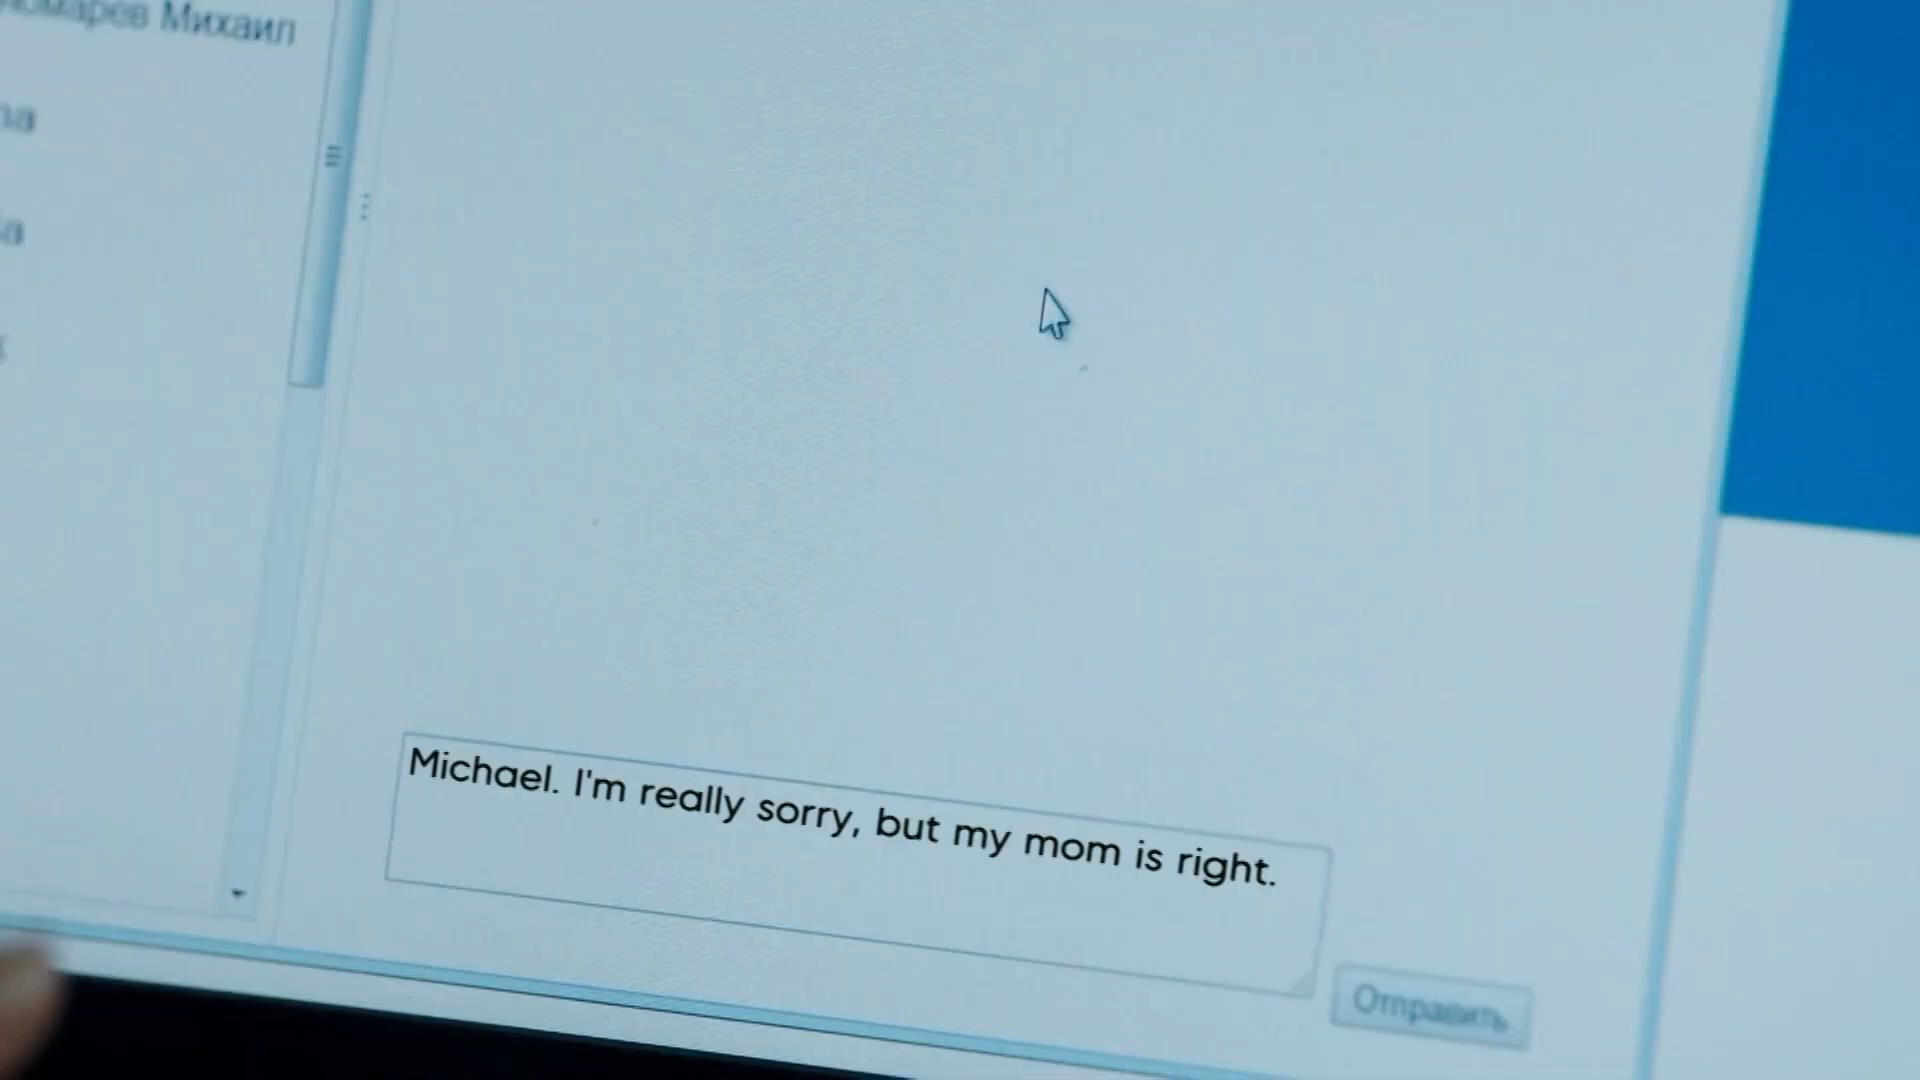 Михаил
Michael. I'm really sorry, but my mom is right.
Отправить